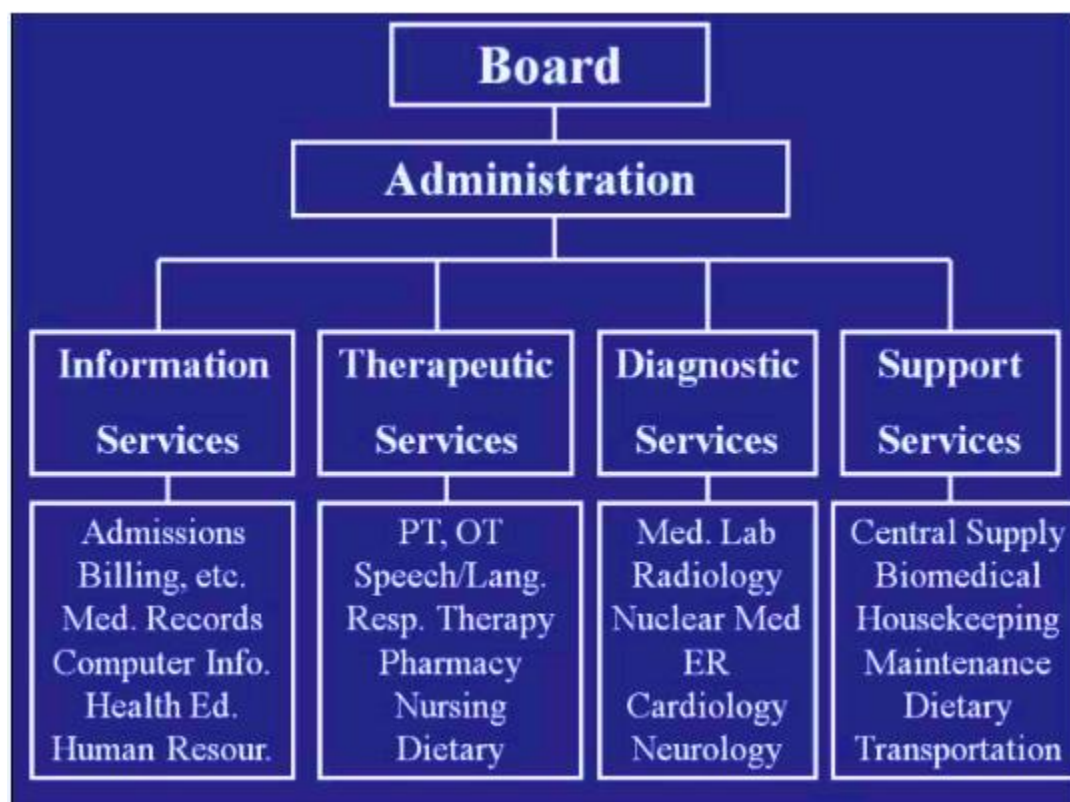 Board
Administration
Information
Services
Therapeutic
Services
Diagnostic
Services
Support
Services
Admissions
Billing, etc.
Med. Records
Computer Info.
Health Ed.
Human Resour.
PT, OT
Speech/Lang.
Resp. Therapy
Pharmacy
Nursing
Dietary
Med. Lab
Radiology
Nuclear Med
ER
Cardiology
Neurology
Central Supply
Biomedical
Housekeeping
Maintenance
Dietary
Transportation